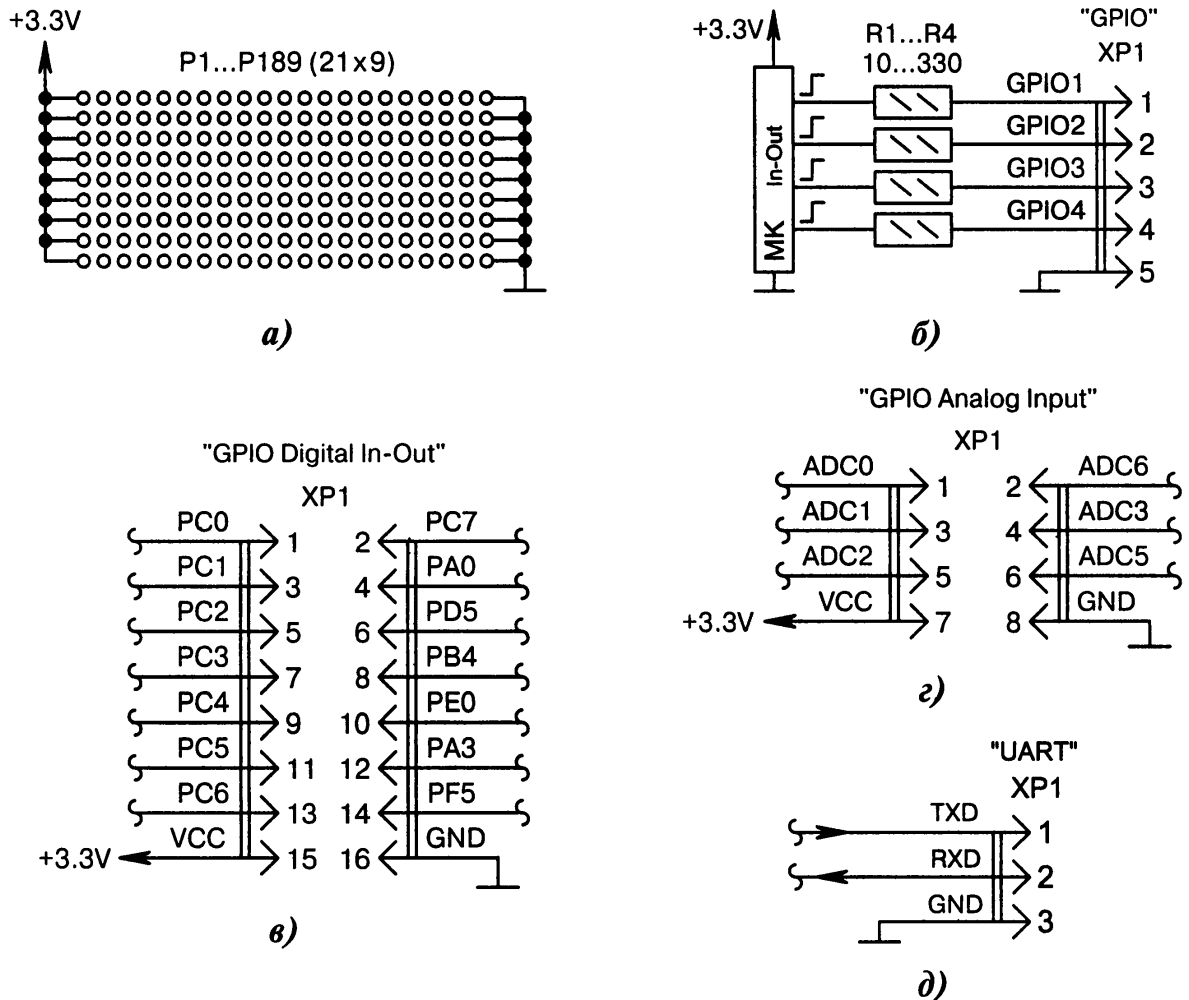 +3.3V
P1...P189 (21x9)
а)
+3.3V
R1...R4
10...330
"GPIO"
XP1
МК In-Out
GPIO1
1
GPIO2
2
GPIO3
3
GPIO4
4
5
б)
"GPIO Digital In-Out"
XP1
PC0 1 2 PC7
PC1 3 4 PA0
PC2 5 6 PD5
PC3 7 8 PB4
PC4 9 10 PE0
PC5 11 12 PA3
PC6 13 14 PF5
+3.3V VCC 15 16 GND
в)
"GPIO Analog Input"
XP1
ADC0 1 2 ADC6
ADC1 3 4 ADC3
ADC2 5 6 ADC5
+3.3V VCC 7 8 GND
г)
"UART"
XP1
TXD 1
RXD 2
GND 3
д)